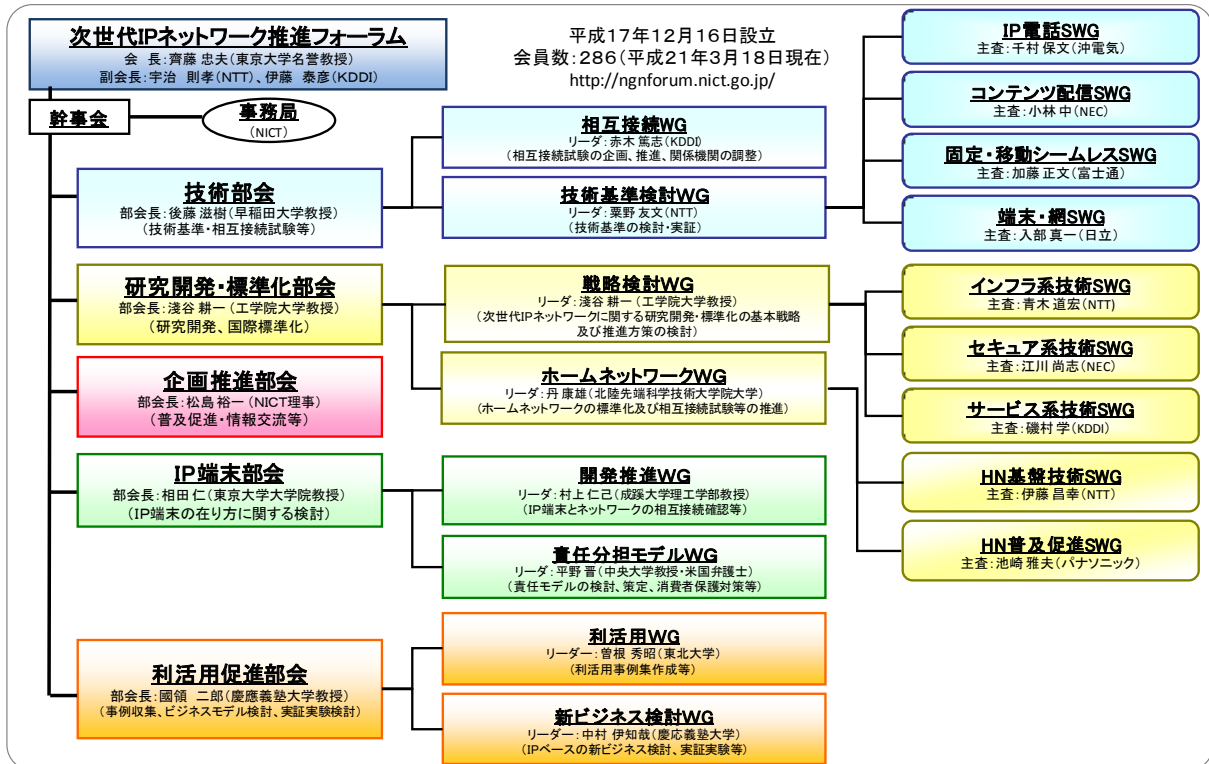 次世代IPネットワーク推進フォーラム
会　長：齊藤 忠夫（東京大学名誉教授）
副会長：宇治 則孝（NTT）、伊藤 泰彦（KDDI）
平成17年12月16日設立
会員数：286（平成21年3月18日現在）
http://ngnforum.nict.go.jp/
幹事会
事務局
（NICT）
技術部会
部会長：後藤 滋樹（早稲田大学教授）
（技術基準・相互接続試験等）
相互接続WG
リーダ：赤木 篤志（KDDI）
（相互接続試験の企画、推進、関係機関の調整）
技術基準検討WG
リーダ：粟野 友文（NTT）
（技術基準の検討・実証）
IP電話SWG
主査：千村 保文（沖電気）
コンテンツ配信SWG
主査：小林 中（NEC）
固定・移動シームレスSWG
主査：加藤 正文（富士通）
端末・網SWG
主査：入部 真一（日立）
研究開発・標準化部会
部会長：淺谷 耕一（工学院大学教授）
（研究開発、国際標準化）
戦略検討WG
リーダ：淺谷 耕一（工学院大学教授）
（次世代IPネットワークに関する研究開発・標準化の基本戦略
及び推進方策の検討）
ホームネットワークWG
リーダ：丹 康雄（北陸先端科学技術大学院大学）
（ホームネットワークの標準化及び相互接続試験等の推進）
インフラ系技術SWG
主査：青木 道宏（NTT）
セキュア系技術SWG
主査：江川 尚志（NEC）
サービス系技術SWG
主査：磯村 学（KDDI）
HN基盤技術SWG
主査：伊藤 昌幸（NTT）
HN普及促進SWG
主査：池崎 雅夫（パナソニック）
企画推進部会
部会長：松島 裕一（NICT理事）
（普及促進・情報交流等）
IP端末部会
部会長：相田 仁（東京大学大学院教授）
（IP端末の在り方に関する検討）
開発推進WG
リーダ：村上 仁己（成蹊大学理工学部教授）
（IP端末とネットワークの相互接続確認等）
責任分担モデルWG
リーダ：平野 晋（中央大学教授・米国弁護士）
（責任モデルの検討、策定、消費者保護対策等）
利活用促進部会
部会長：國領 二郎（慶應義塾大学教授）
（事例収集、ビジネスモデル検討、実証実験検討）
利活用WG
リーダー：曽根 秀昭（東北大学）
（利活用事例集作成等）
新ビジネス検討WG
リーダー：中村 伊知哉（慶応義塾大学）
（IPベースの新ビジネス検討、実証実験等）